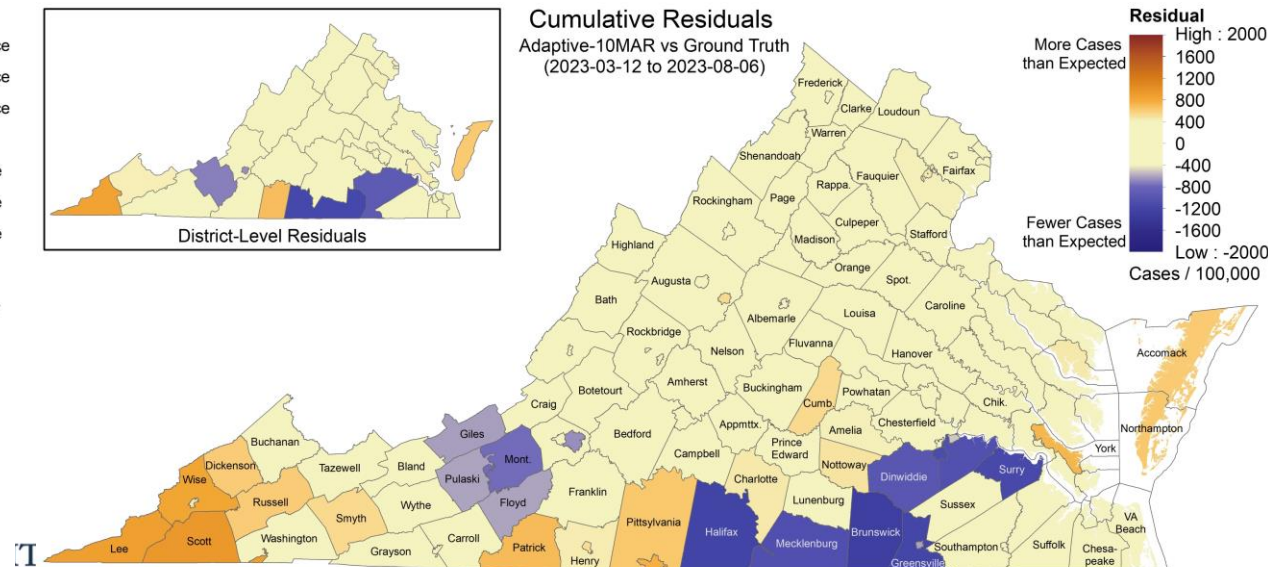 ce
ce
ce
e
e
e
Cumulative Residuals
Adaptive-10MAR vs Ground Truth
(2023-03-12 to 2023-08-06)
District-Level Residuals
Residual
More Cases
than Expected
Fewer Cases
than Expected
High : 2000
1600
1200
800
400
0
-400
-800
-1200
-1600
Low : -2000
Cases / 100,000
Frederick
Clarke
Loudoun
Warren
Shenandoah
Fauquier
Fairfax
Rappa.
Page
Rockingham
Culpeper
Stafford
Madison
Highland
Orange
Augusta
Spot.
Bath
Caroline
Albemarle
Louisa
Rockbridge
Fluvanna
Accomack
Nelson
Hanover
Amherst
Buckingham
Powhatan
Botetourt
Cumb.
Chik.
Craig
Northampton
Appmttx.
Chesterfield
Amelia
Giles
Bedford
Prince
Edward
York
Buchanan
Campbell
Mont.
Dickenson
Tazewell
Bland
Nottoway
Surry
Wise
Pulaski
Charlotte
Dinwiddie
Franklin
Lunenburg
Russell
Floyd
Wythe
Sussex
Smyth
Pittsylvania
Halifax
VA
Beach
Brunswick
Washington
Carroll
Mecklenburg
Lee
Scott
Patrick
Southampton
Suffolk
Grayson
Henry
Chesa-
peake
Greensville
IT